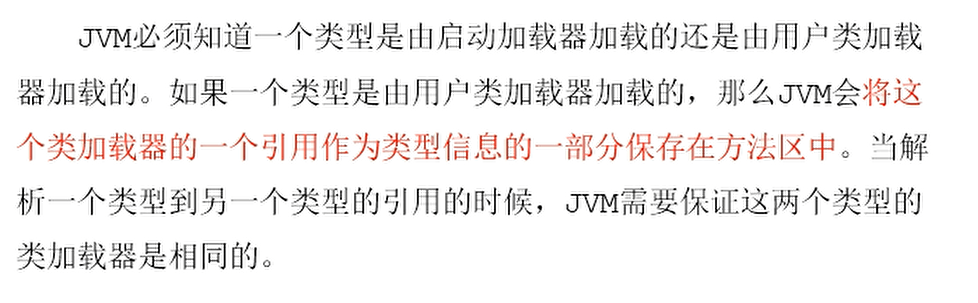 JVM必须知道一个类型是由启动加载器加载的还是由用户类加载
器加载的。如果一个类型是由用户类加载器加载的，那么JVM会将这
个类加载器的一个引用作为类型信息的一部分保存在方法区中。当解
析一个类型到另一个类型的引用的时候，JVM需要保证这两个类型的
类加载器是相同的。